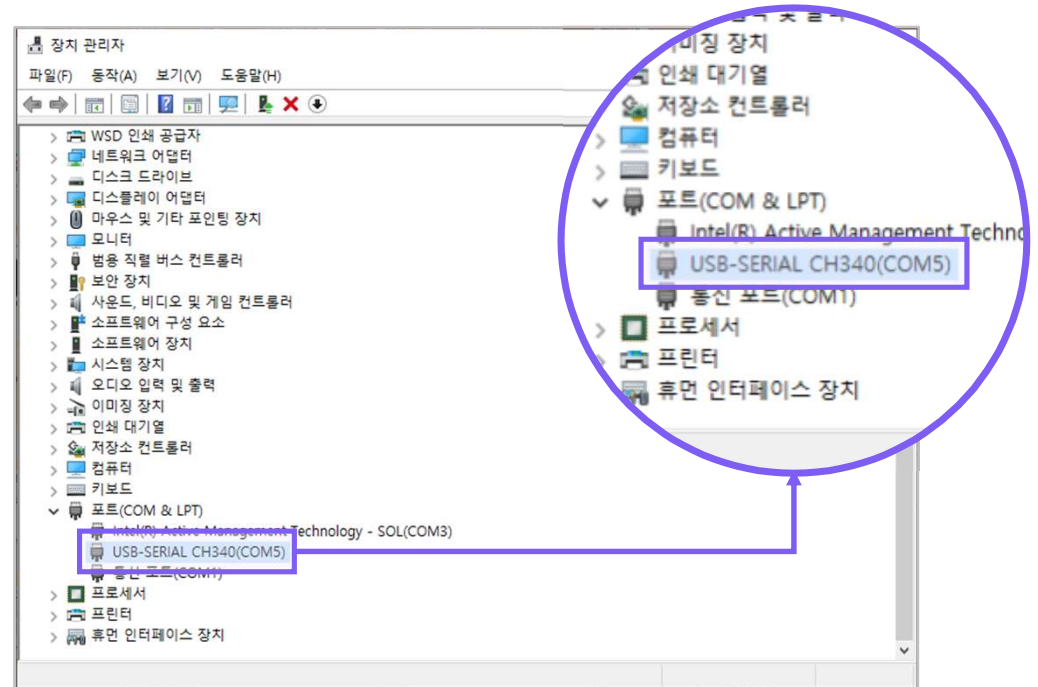 장치 관리자
파일(F) 동작(A) 보기(V) 도움말(H)
WSD 인쇄 공급자
네트워크 어댑터
디스크 드라이브
디스플레이 어댑터
마우스 및 기타 포인팅 장치
모니터
범용 직렬 버스 컨트롤러
보안 장치
사운드, 비디오 및 게임 컨트롤러
소프트웨어 구성 요소
소프트웨어 장치
시스템 장치
오디오 입력 및 출력
이미징 장치
인쇄 대기열
저장소 컨트롤러
컴퓨터
키보드
포트(COM & LPT)
Intel(R) Active Management Technology - SOL(COM3)
USB-SERIAL CH340(COM5)
통신 포트(COM1)
프로세서
프린터
휴먼 인터페이스 장치
이미징 장치
인쇄 대기열
저장소 컨트롤러
컴퓨터
키보드
포트(COM & LPT)
Intel(R) Active Management Techno
USB-SERIAL CH340(COM5)
통신 포트(COM1)
프로세서
프린터
휴먼 인터페이스 장치